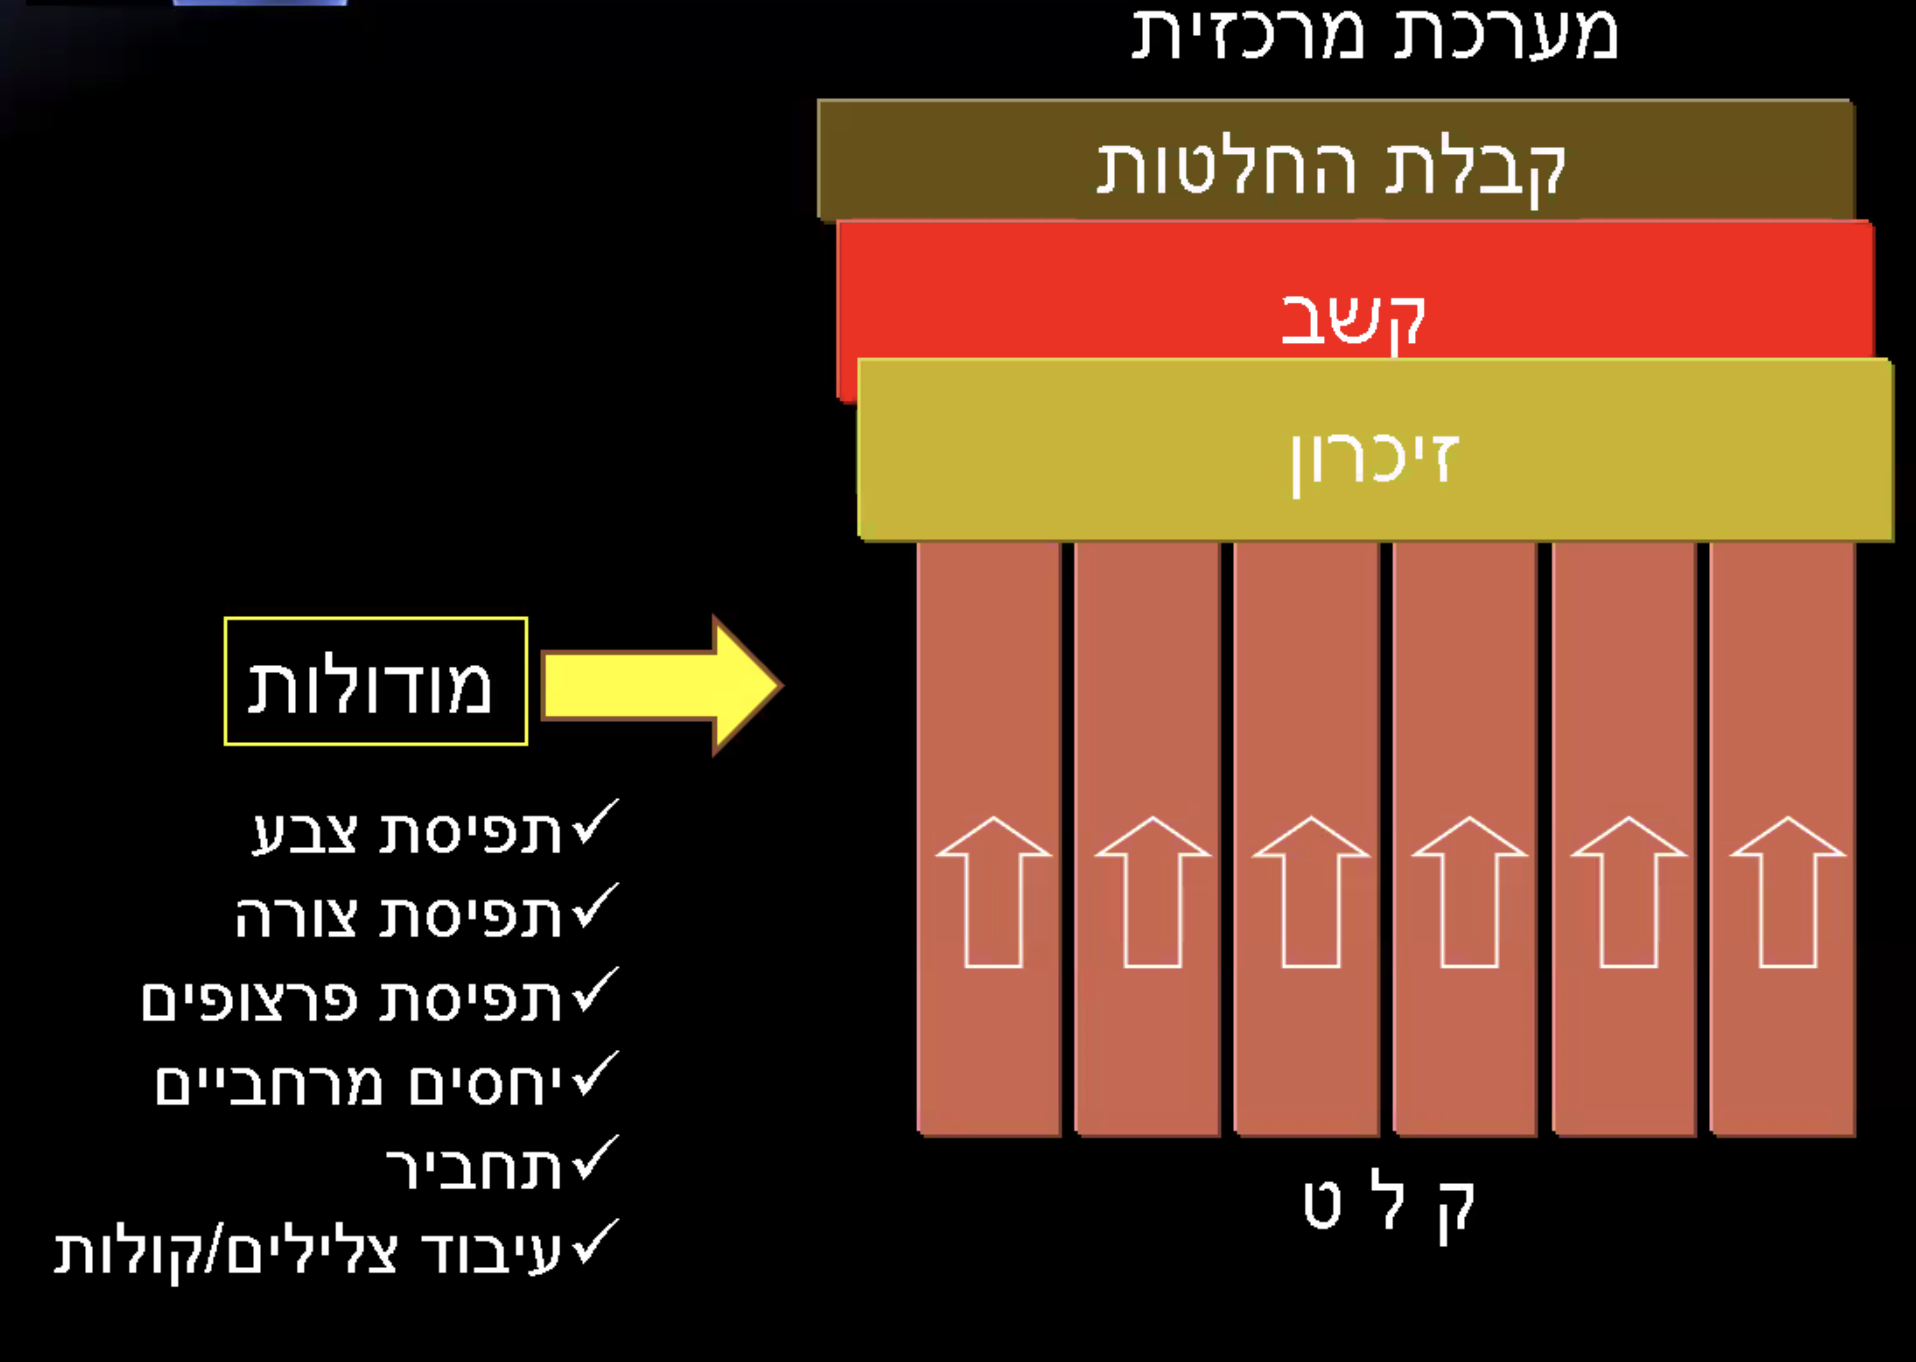 מערכת מרכזית
קבלת החלטות
קשב
זיכרון
מודולות
✓תפיסת צבע
✓תפיסת צורה
✓תפיסת פרצופים
✓יחסים מרחביים
✓תחביר
✓עיבוד צלילים/קולות
ק ל ט